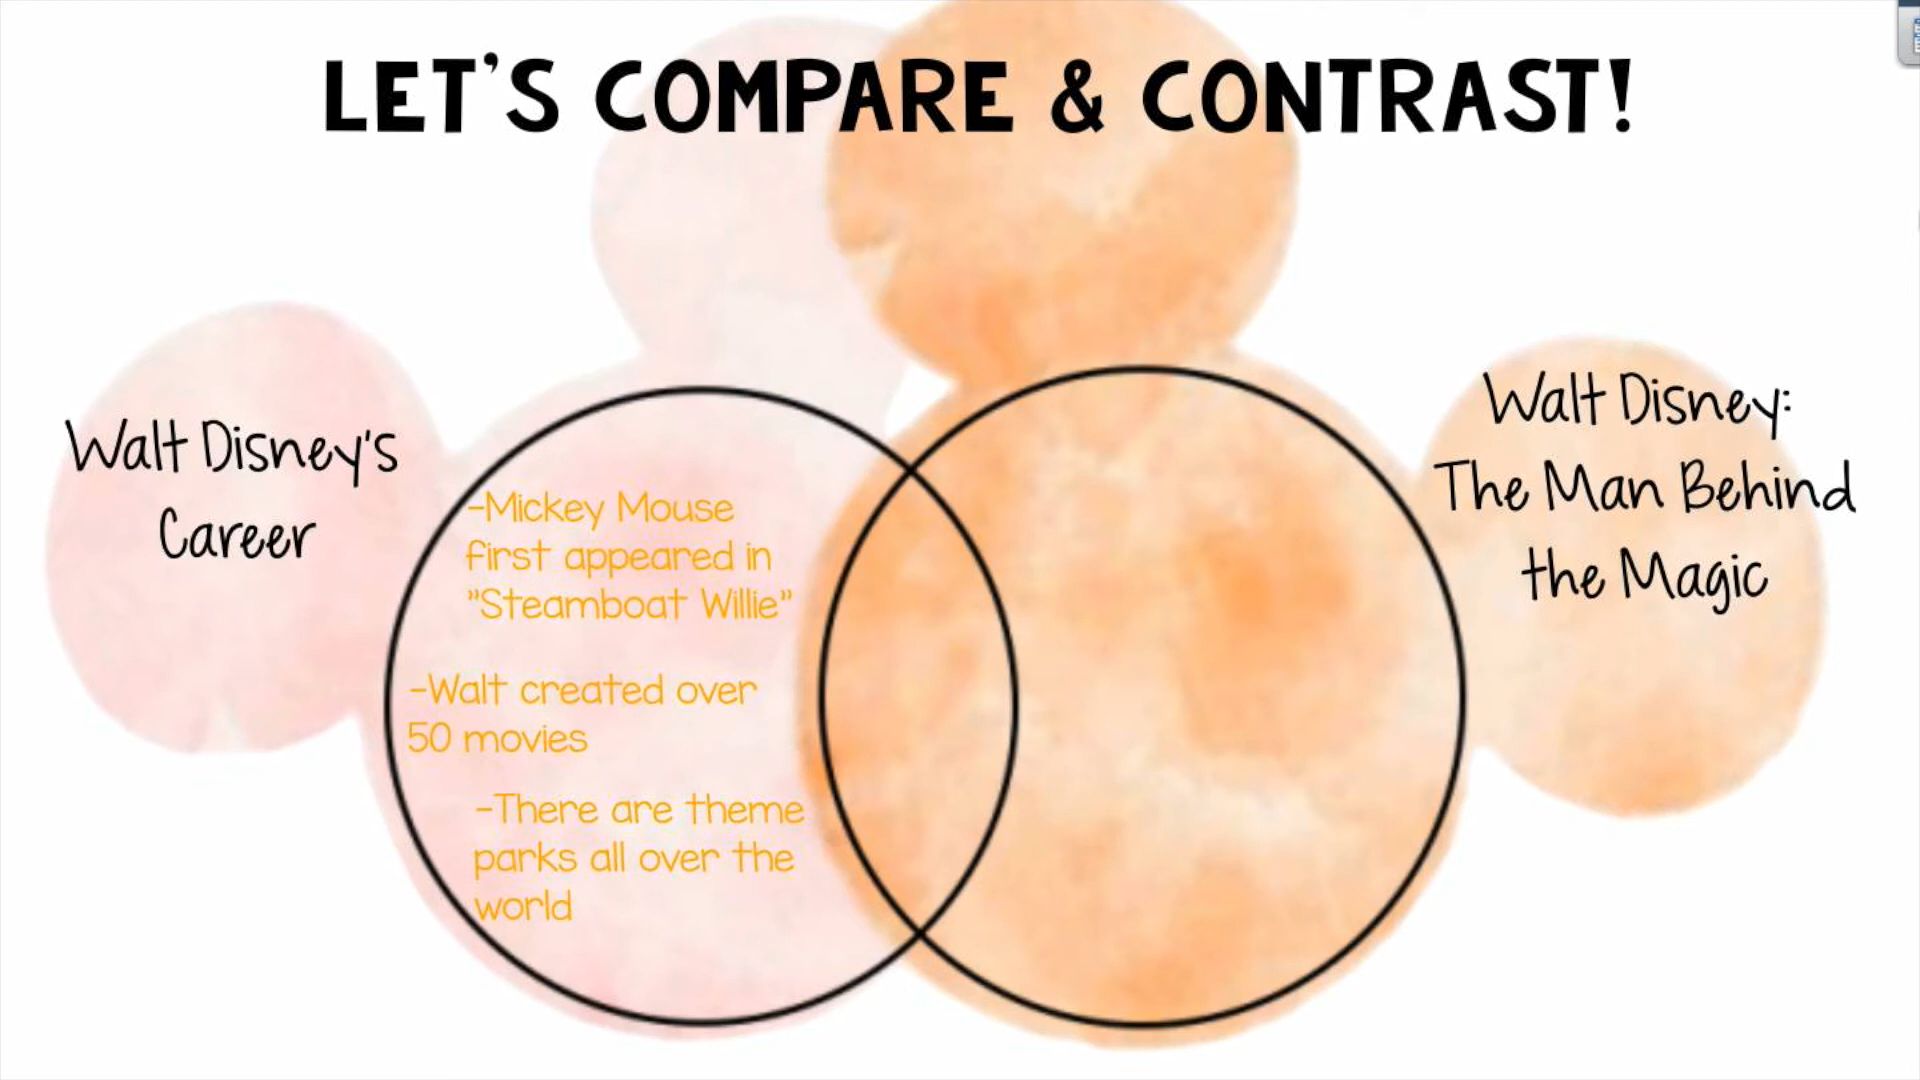 LET'S COMPARE & CONTRAST!
Walt Disney's
Career
-Mickey Mouse
first appeared in
"Steamboat Willie"
-Walt created over
50 movies
-There are theme
parks all over the
world
Walt Disney:
The Man Behind
the Magic